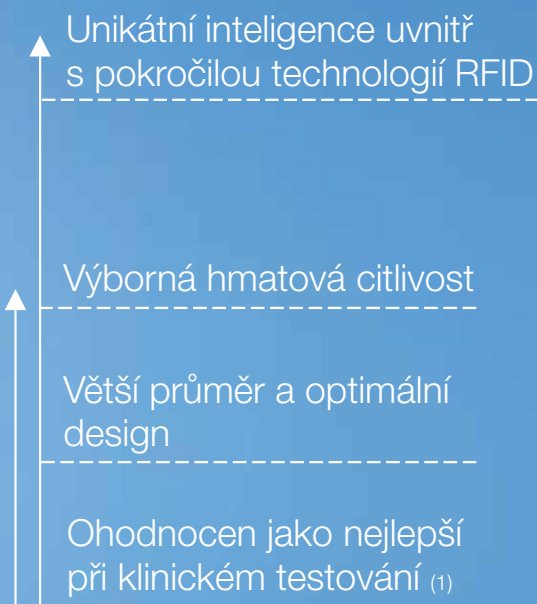 Unikátní inteligence uvnitř
s pokročilou technologií RFID
Výborná hmatová citlivost
Větší průměr a optimální
design
Ohodnocen jako nejlepší
při klinickém testování (1)